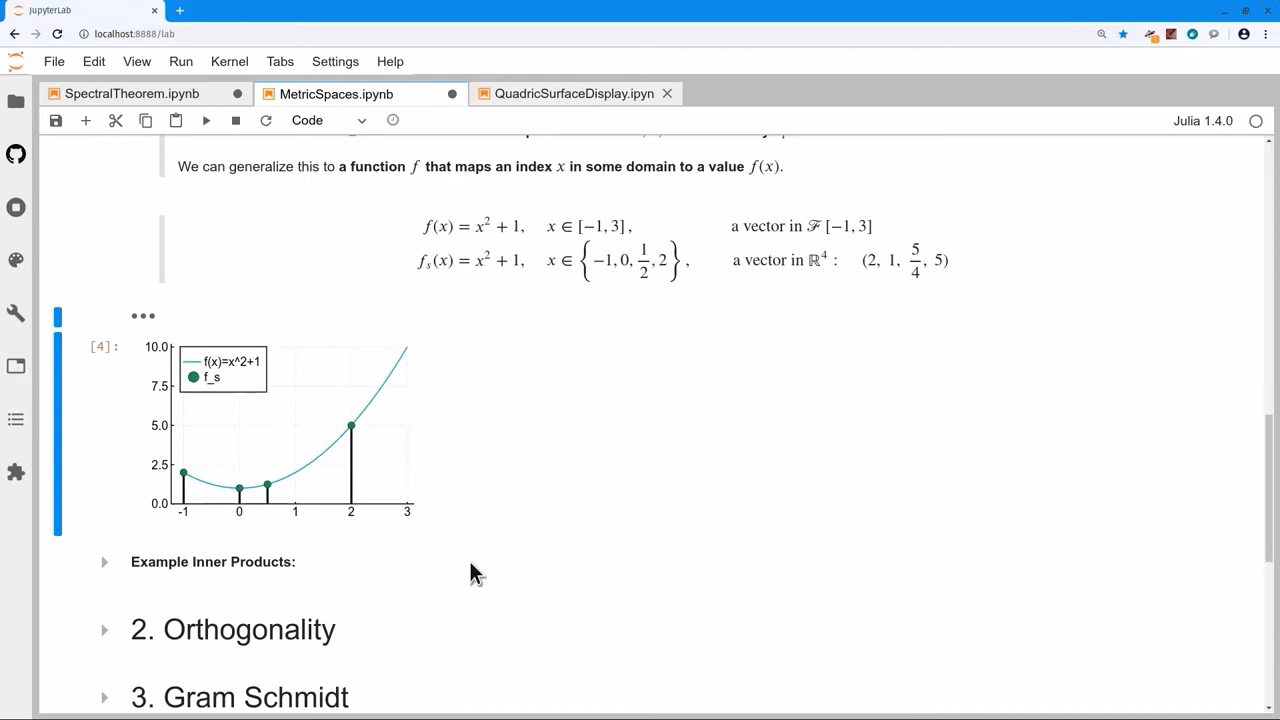 JupyterLab
localhost:8888/lab
File Edit View Run Kernel Tabs Settings Help
SpectralTheorem.ipynb MetricSpaces.ipynb QuadricSurfaceDisplay.ipyn
Code Julia 1.4.0
We can generalize this to a function f that maps an index x in some domain to a value f(x).
f(x) = x² + 1, x ∈ [−1, 3], a vector in ℱ [−1, 3]
fₛ(x) = x² + 1, x ∈ {−1, 0, 1/2, 2}, a vector in ℝ⁴ : (2, 1, 5/4, 5)
[4]:
10.0
7.5
5.0
2.5
0.0
f(x)=x^2+1
f_s
-1 0 1 2 3
Example Inner Products:
2. Orthogonality
3. Gram Schmidt